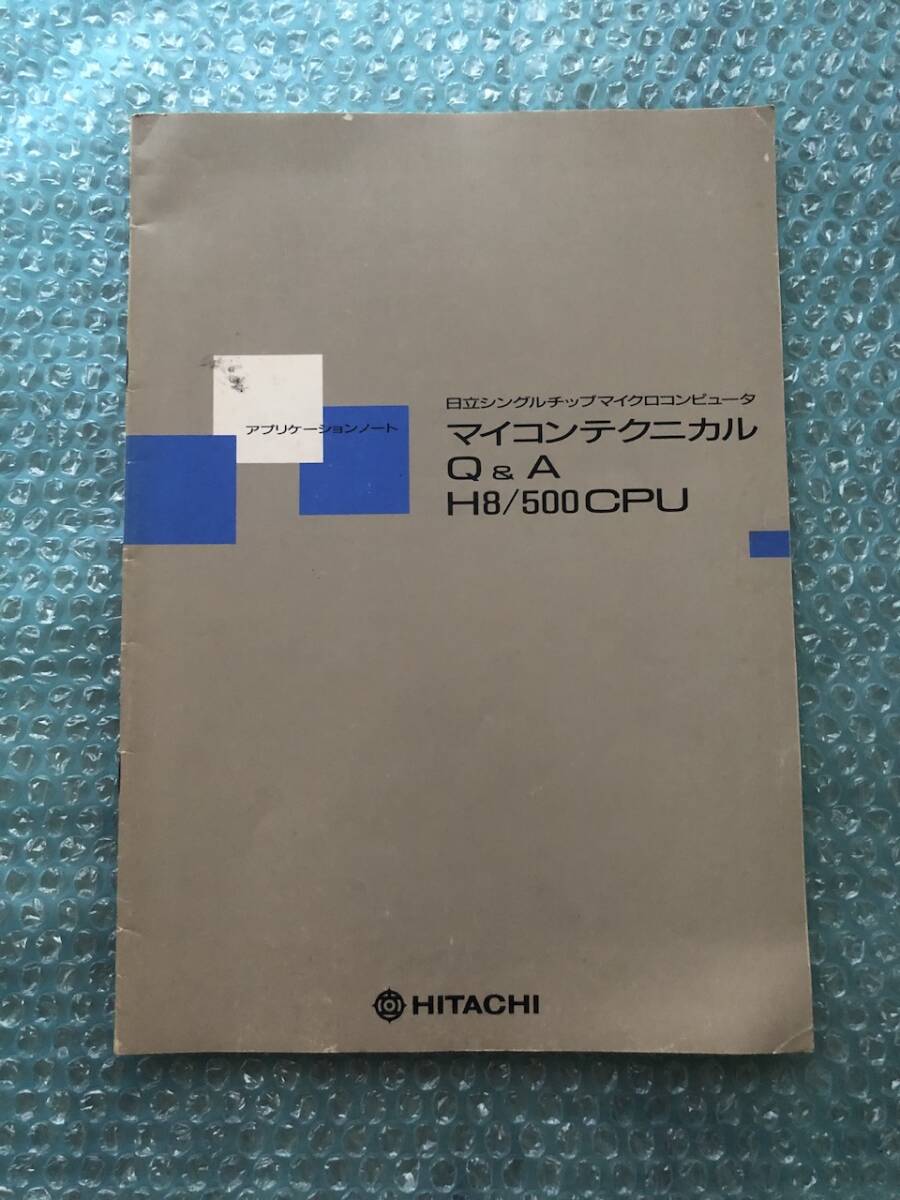 日立シングルチップマイクロコンピュータ
アプリケーションノート
マイコンテクニカル
Q & A
H8/500 CPU
HITACHI